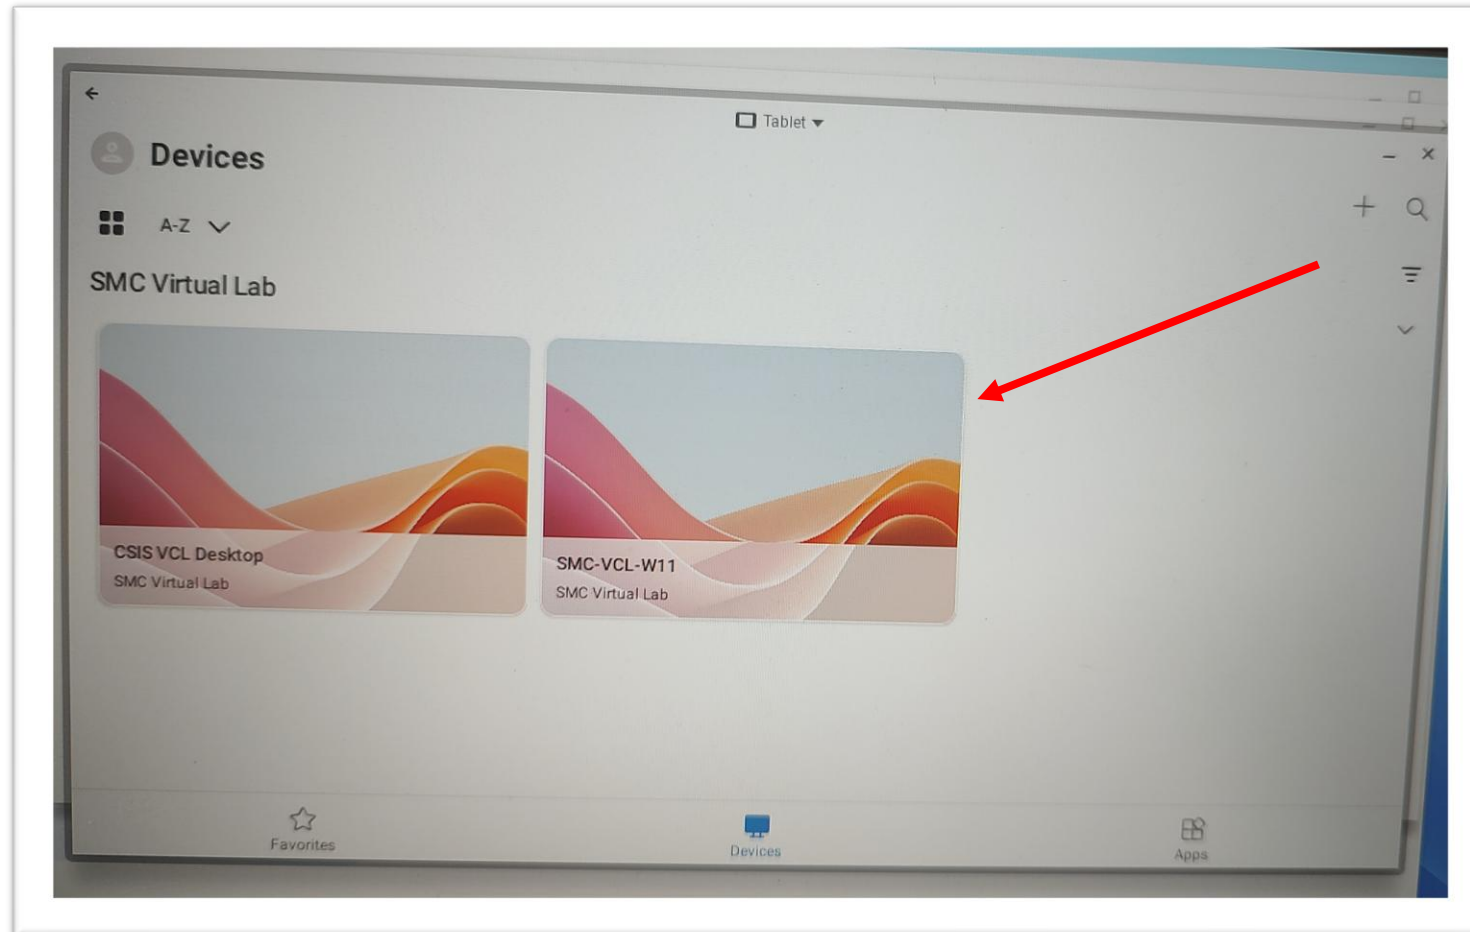 Tablet
Devices
A-Z
SMC Virtual Lab
CSIS VCL Desktop
SMC Virtual Lab
SMC-VCL-W11
SMC Virtual Lab
Favorites
Devices
Apps